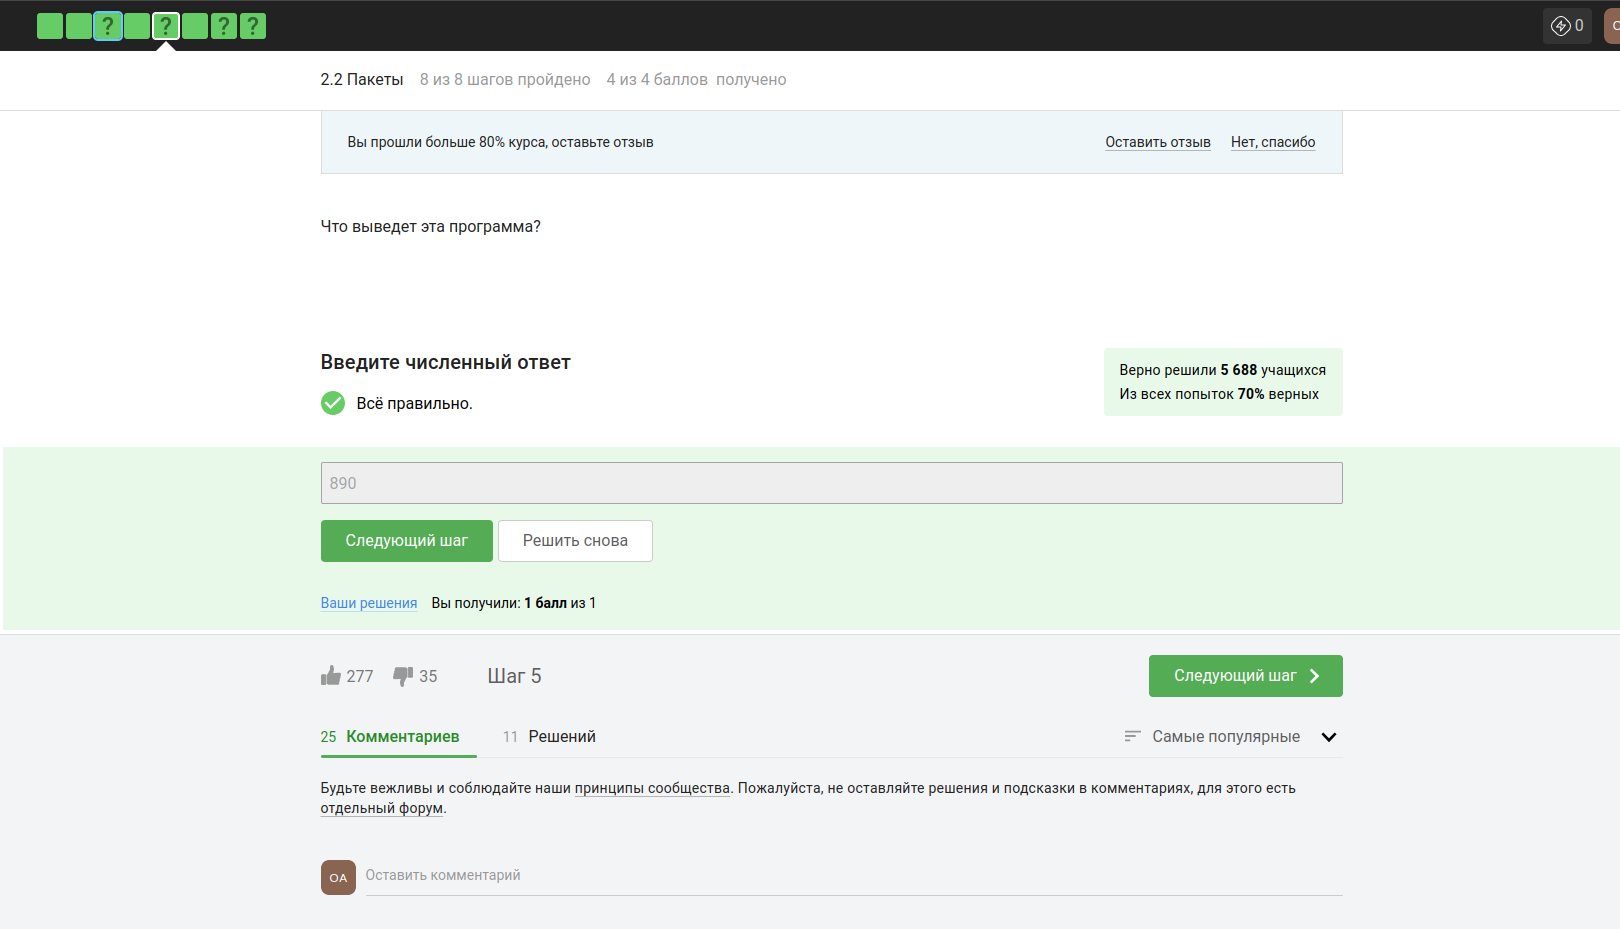 ? ? ? ?
0
2.2 Пакеты 8 из 8 шагов пройдено 4 из 4 баллов получено
Вы прошли больше 80% курса, оставьте отзыв Оставить отзыв Нет, спасибо
Что выведет эта программа?
Введите численный ответ
Всё правильно.
Верно решили 5 688 учащихся
Из всех попыток 70% верных
890
Следующий шаг Решить снова
Ваши решения Вы получили: 1 балл из 1
277 35 Шаг 5 Следующий шаг
25 Комментариев 11 Решений Самые популярные
Будьте вежливы и соблюдайте наши принципы сообщества. Пожалуйста, не оставляйте решения и подсказки в комментариях, для этого есть
отдельный форум.
OA Оставить комментарий